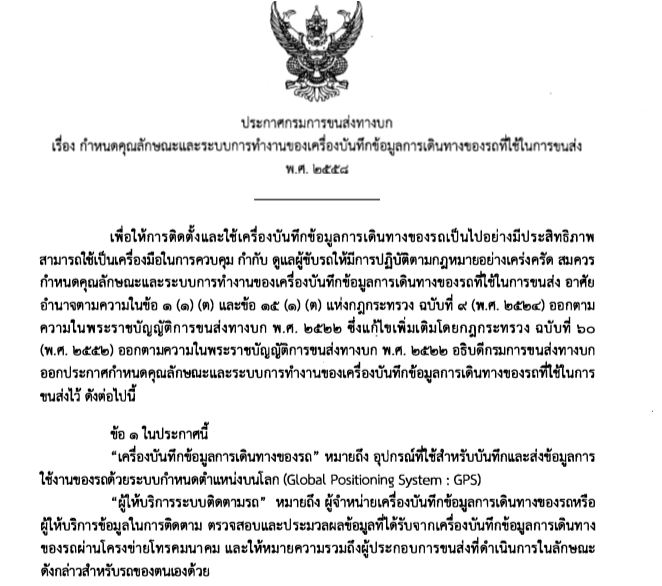 ประกาศกรมการขนส่งทางบก
เรื่อง กำหนดคุณลักษณะและระบบการทำงานของเครื่องบันทึกข้อมูลการเดินทางของรถที่ใช้ในการขนส่ง
พ.ศ. ๒๕๕๘
เพื่อให้การติดตั้งและใช้เครื่องบันทึกข้อมูลการเดินทางของรถเป็นไปอย่างมีประสิทธิภาพ
สามารถใช้เป็นเครื่องมือในการควบคุม กำกับ ดูแลผู้ขับรถให้มีการปฏิบัติตามกฎหมายอย่างเคร่งครัด สมควร
กำหนดคุณลักษณะและระบบการทำงานของเครื่องบันทึกข้อมูลการเดินทางของรถที่ใช้ในการขนส่ง อาศัย
อำนาจตามความในข้อ ๑ (๑) (ต) และข้อ ๑๕ (๑) (ต) แห่งกฎกระทรวง ฉบับที่ ๙ (พ.ศ. ๒๕๒๔) ออกตาม
ความในพระราชบัญญัติการขนส่งทางบก พ.ศ. ๒๕๒๒ ซึ่งแก้ไขเพิ่มเติมโดยกฎกระทรวง ฉบับที่ ๖๐
(พ.ศ. ๒๕๕๒) ออกตามความในพระราชบัญญัติการขนส่งทางบก พ.ศ. ๒๕๒๒ อธิบดีกรมการขนส่งทางบก
ออกประกาศกำหนดคุณลักษณะและระบบการทำงานของเครื่องบันทึกข้อมูลการเดินทางของรถที่ใช้ในการ
ขนส่งไว้ ดังต่อไปนี้
ข้อ ๑ ในประกาศนี้
“เครื่องบันทึกข้อมูลการเดินทางของรถ” หมายถึง อุปกรณ์ที่ใช้สำหรับบันทึกและส่งข้อมูลการ
ใช้งานของรถด้วยระบบกำหนดตำแหน่งบนโลก (Global Positioning System : GPS)
“ผู้ให้บริการระบบติดตามรถ” หมายถึง ผู้จำหน่ายเครื่องบันทึกข้อมูลการเดินทางของรถหรือ
ผู้ให้บริการข้อมูลในการติดตาม ตรวจสอบและประมวลผลข้อมูลที่ได้รับจากเครื่องบันทึกข้อมูลการเดินทาง
ของรถผ่านโครงข่ายโทรคมนาคม และให้หมายความรวมถึงผู้ประกอบการขนส่งที่ดำเนินการในลักษณะ
ดังกล่าวสำหรับรถของตนเองด้วย